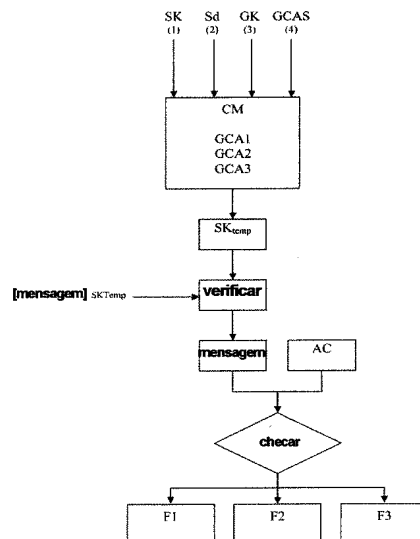 SK Sd GK GCAS
(1) (2) (3) (4)
CM
GCA1
GCA2
GCA3
SKtemp
[mensagem] SKTemp
verificar
mensagem
AC
checar
F1 F2 F3